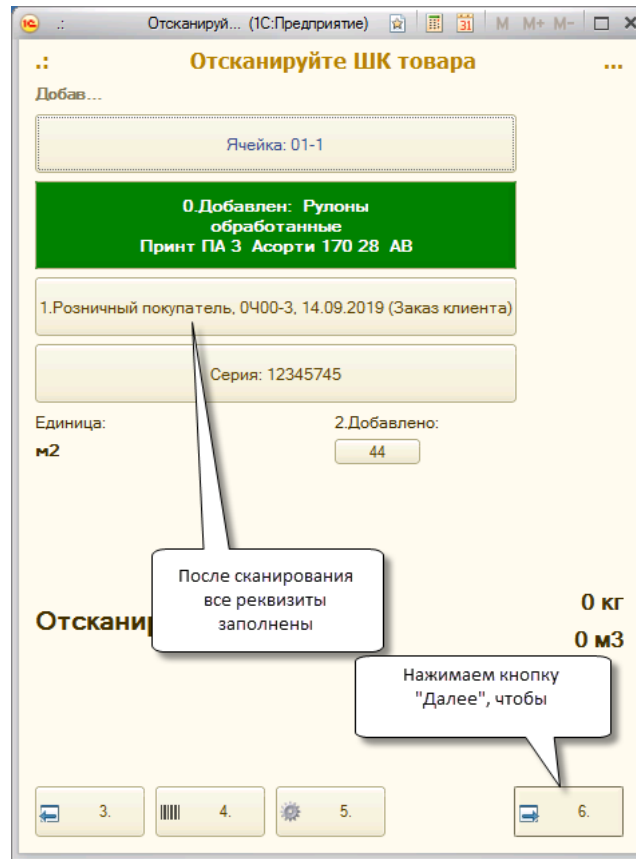 .: Отсканируй... (1С:Предприятие) 31 M M+ M-
.: Отсканируйте ШК товара ...
Добав...
Ячейка: 01-1
0.Добавлен: Рулоны
обработанные
Принт ПА 3 Асорти 170 28 АВ
1.Розничный покупатель, 0Ч00-3, 14.09.2019 (Заказ клиента)
Серия: 12345745
Единица: 2.Добавлено:
м2 44
После сканирования
все реквизиты
заполнены
0 кг
0 м3
Нажимаем кнопку
"Далее", чтобы
3. 4. 5. 6.